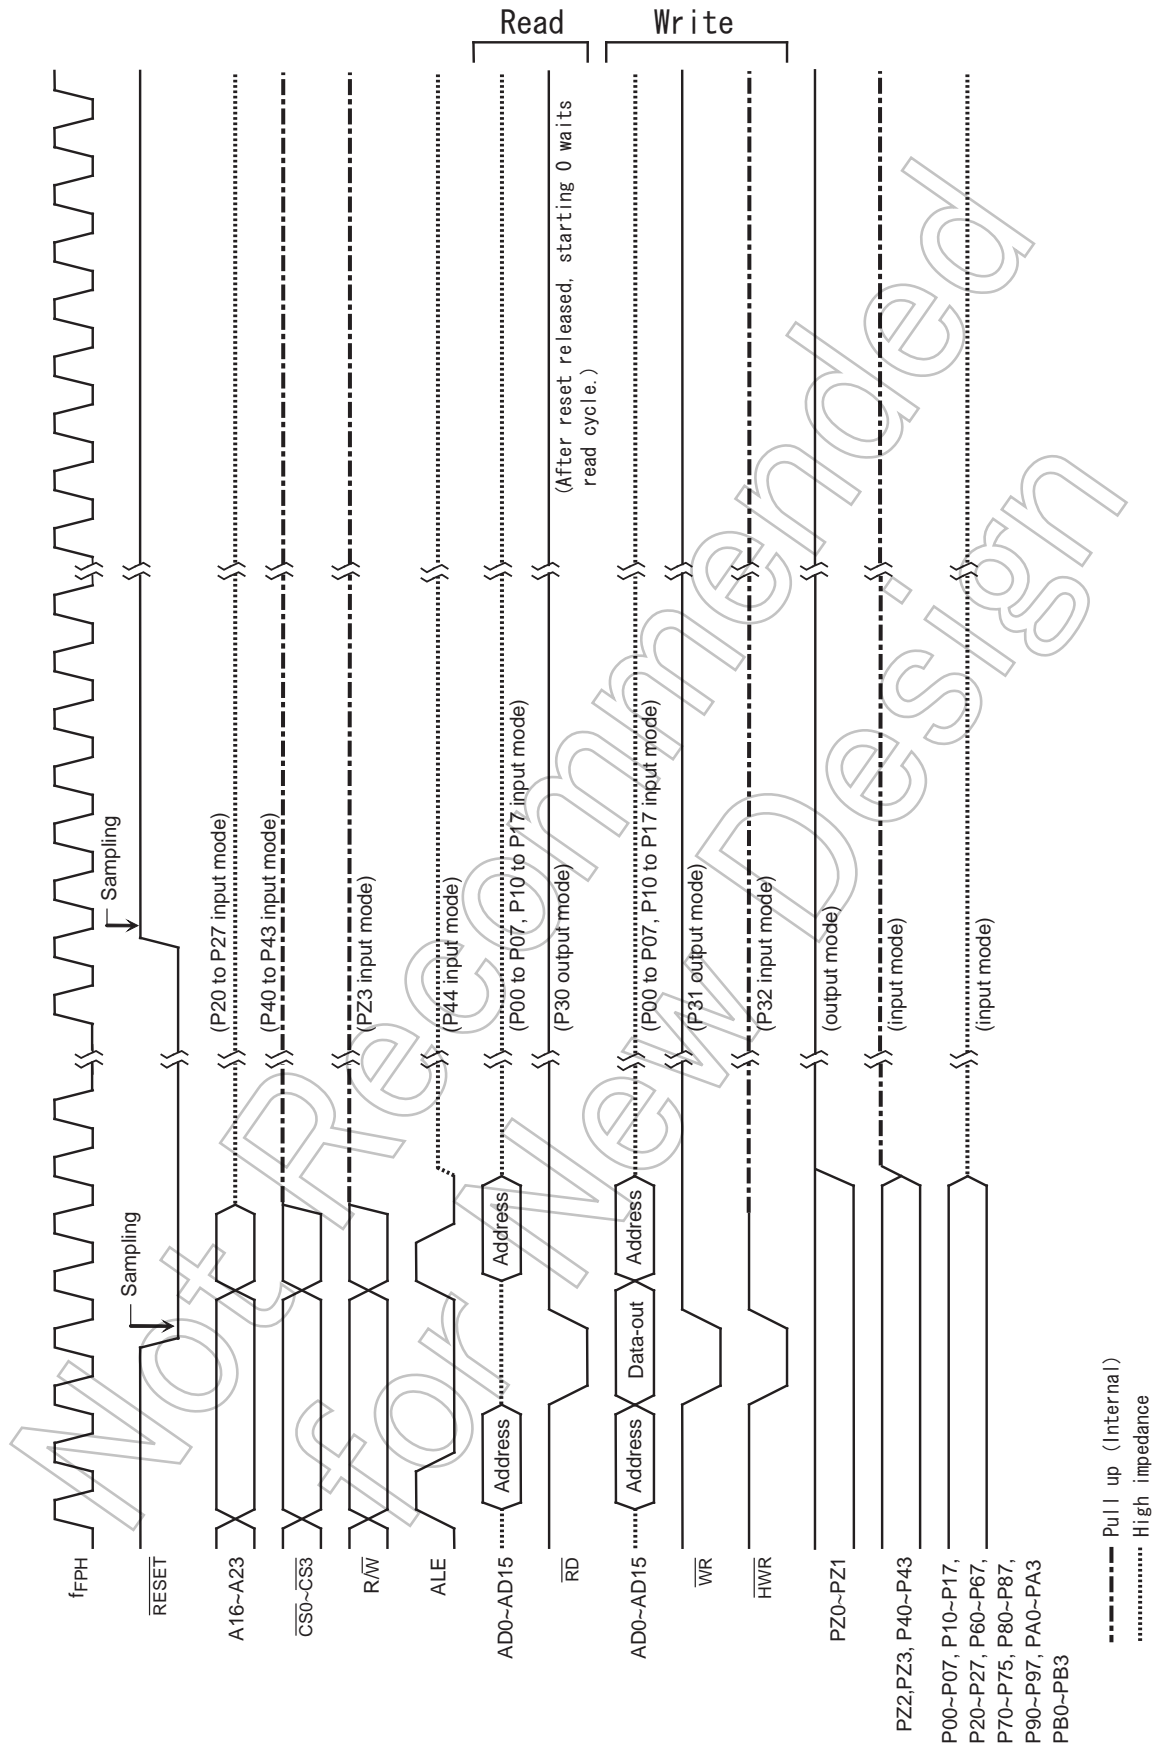 Read
Write
fFPH
Sampling
Sampling
RESET
A16~A23
(P20 to P27 input mode)
CS0~CS3
(P40 to P43 input mode)
R/W
(PZ3 input mode)
ALE
(P44 input mode)
AD0~AD15
Address
Address
(P00 to P07, P10 to P17 input mode)
RD
(P30 output mode)
(After reset released, starting 0 waits
read cycle.)
AD0~AD15
Address
Data-out
Address
(P00 to P07, P10 to P17 input mode)
WR
(P31 output mode)
HWR
(P32 input mode)
PZ0~PZ1
(output mode)
PZ2,PZ3, P40~P43
(input mode)
P00~P07, P10~P17,
P20~P27, P60~P67,
P70~P75, P80~P87,
P90~P97, PA0~PA3
PB0~PB3
(input mode)
Pull up (Internal)
High impedance
Not Recommended
for New Design